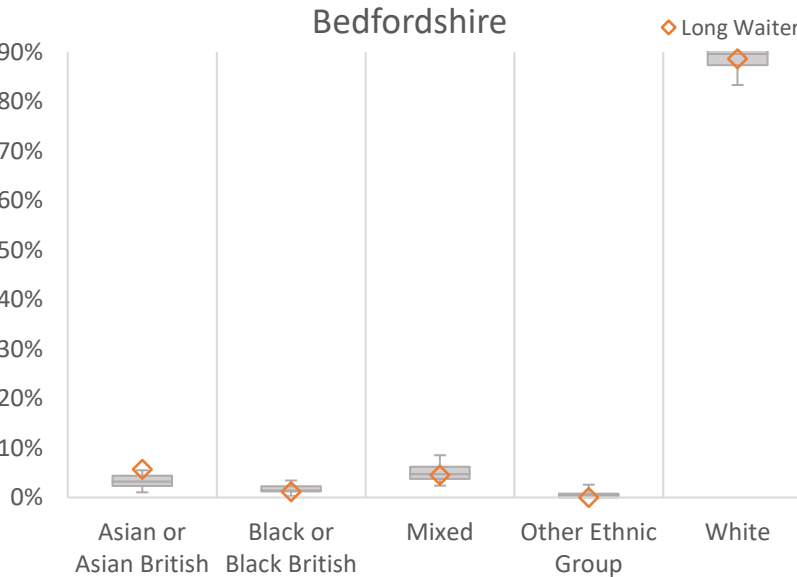 Bedfordshire
Long Waiter
90%
80%
70%
60%
50%
40%
30%
20%
10%
0%
Asian or
Asian British
Black or
Black British
Mixed
Other Ethnic
Group
White